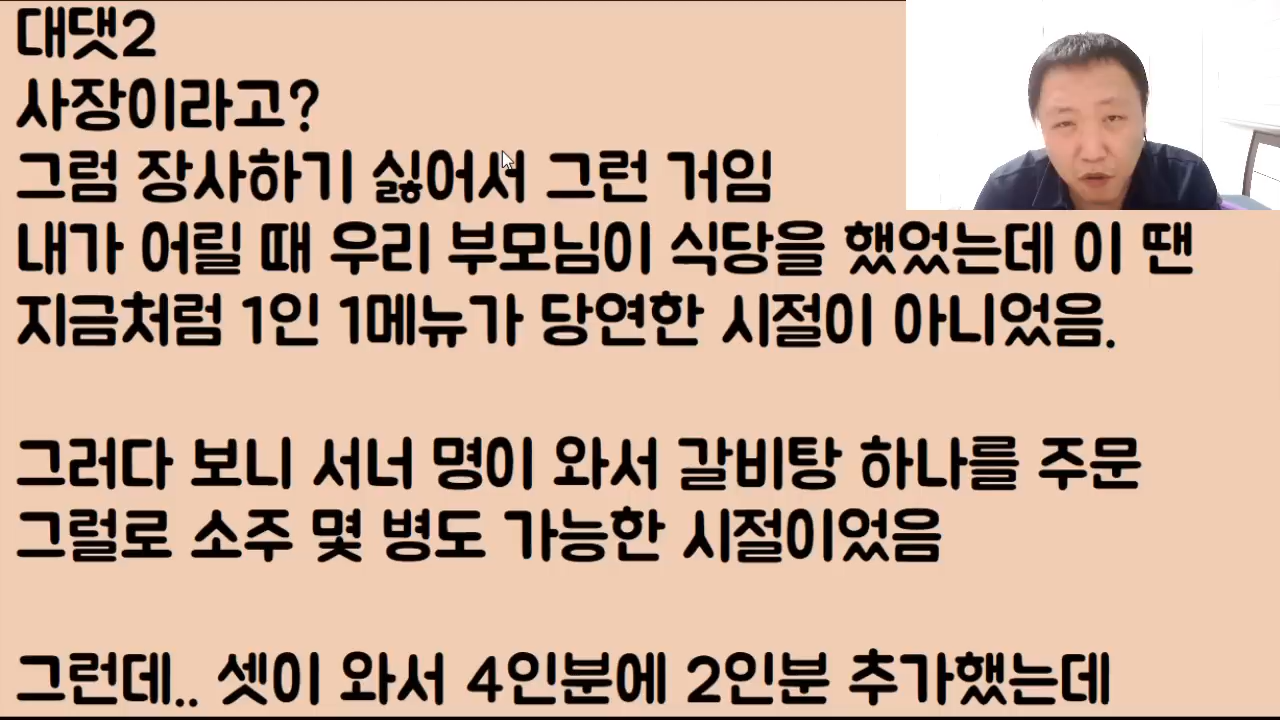 대댓2
사장이라고?
그럼 장사하기 싫어서 그런 거임
내가 어릴 때 우리 부모님이 식당을 했었는데 이 땐
지금처럼 1인 1메뉴가 당연한 시절이 아니었음.
그러다 보니 서너 명이 와서 갈비탕 하나를 주문
그럴로 소주 몇 병도 가능한 시절이었음
그런데.. 셋이 와서 4인분에 2인분 추가했는데